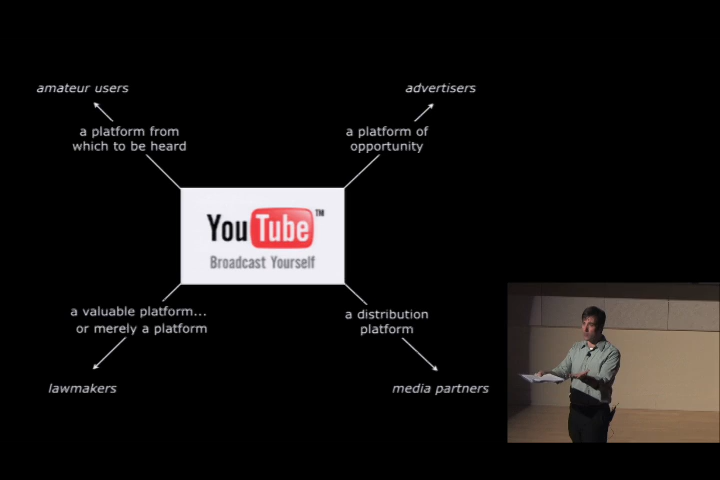 amateur users
advertisers
a platform from
which to be heard
a platform of
opportunity
YouTube™
Broadcast Yourself
a valuable platform...
or merely a platform
a distribution
platform
lawmakers
media partners